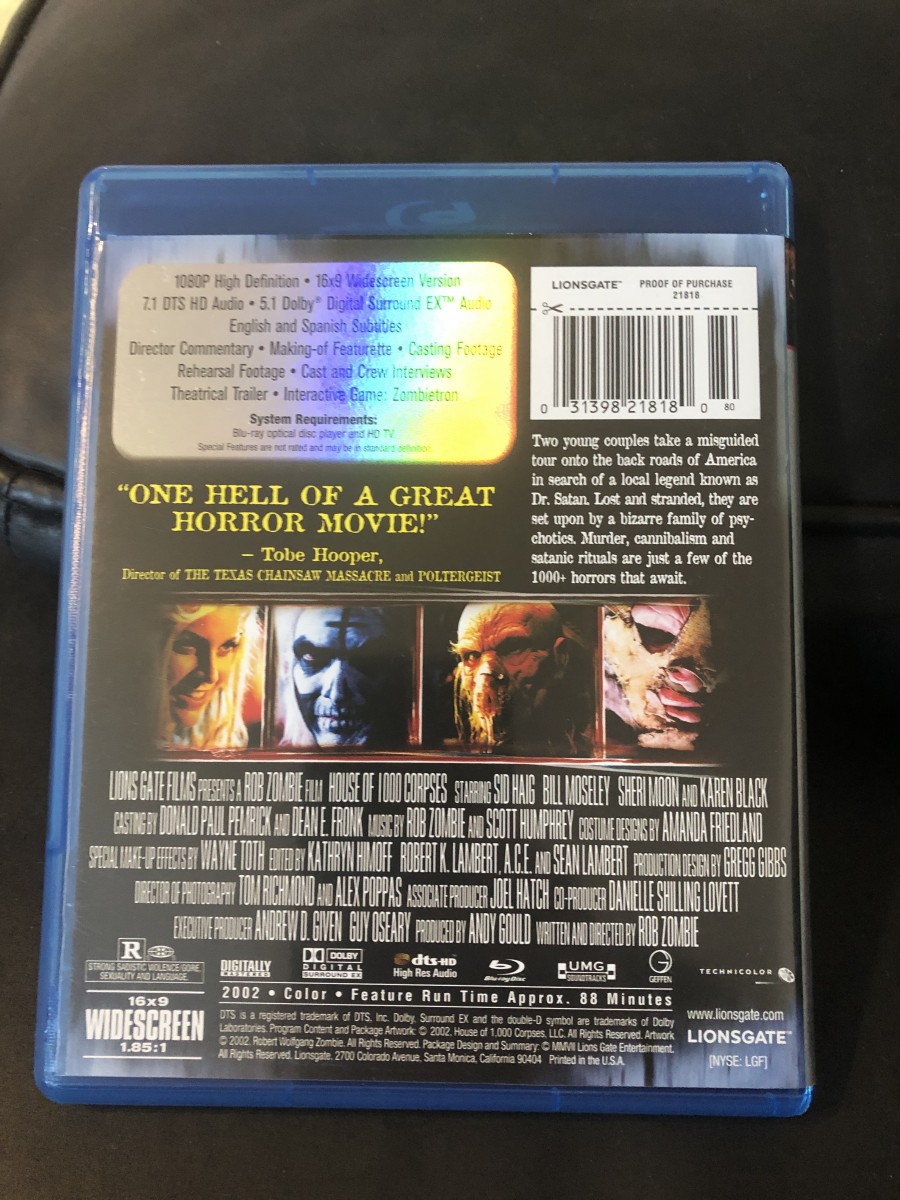 1080P High Definition • 16x9 Widescreen Version
7.1 DTS HD Audio • 5.1 Dolby® Digital Surround EX™ Audio
English and Spanish Subtitles
Director Commentary • Making-of Featurette • Casting Footage
Rehearsal Footage • Cast and Crew Interviews
Theatrical Trailer • Interactive Game: Zombietron
System Requirements:
Blu-ray optical disc player and HD TV
Special Features are not rated and may be in standard definition
LIONSGATE™ PROOF OF PURCHASE
21818
0 31398 21818 0 80
Two young couples take a misguided
tour onto the back roads of America
in search of a local legend known as
Dr. Satan. Lost and stranded, they are
set upon by a bizarre family of psy-
chotics. Murder, cannibalism and
satanic rituals are just a few of the
1000+ horrors that await.
“ONE HELL OF A GREAT
HORROR MOVIE!”
– Tobe Hooper,
Director of THE TEXAS CHAINSAW MASSACRE and POLTERGEIST
LIONS GATE FILMS PRESENTS A ROB ZOMBIE FILM HOUSE OF 1000 CORPSES STARRING SID HAIG BILL MOSELEY SHERI MOON AND KAREN BLACK
CASTING BY DONALD PAUL PEMRICK AND DEAN E. FRONK MUSIC BY ROB ZOMBIE AND SCOTT HUMPHREY COSTUME DESIGNS BY AMANDA FRIEDLAND
SPECIAL MAKE-UP EFFECTS BY WAYNE TOTH EDITED BY KATHRYN HIMOFF ROBERT K. LAMBERT, A.C.E. AND SEAN LAMBERT PRODUCTION DESIGN BY GREGG GIBBS
DIRECTOR OF PHOTOGRAPHY TOM RICHMOND AND ALEX POPPAS ASSOCIATE PRODUCER JOEL HATCH CO-PRODUCER DANIELLE SHILLING LOVETT
EXECUTIVE PRODUCER ANDREW D. GIVEN GUY OSEARY PRODUCED BY ANDY GOULD WRITTEN AND DIRECTED BY ROB ZOMBIE
R
STRONG SADISTIC VIOLENCE/GORE,
SEXUALITY AND LANGUAGE
16x9
WIDESCREEN
1.85:1
DIGITALLY
MASTERED
DOLBY
DIGITAL
SURROUND EX
dts-HD
High Res Audio
Blu-ray Disc
UMG
SOUNDTRACKS
GEFFEN
TECHNICOLOR
2002 • Color • Feature Run Time Approx. 88 Minutes
DTS is a registered trademark of DTS, Inc. Dolby. Surround EX and the double-D symbol are trademarks of Dolby
Laboratories. Program Content and Package Artwork: © 2002. House of 1,000 Corpses, LLC. All Rights Reserved. Artwork
© 2002. Robert Wolfgang Zombie. All Rights Reserved. Package Design and Summary: © MMVII Lions Gate Entertainment.
All Rights Reserved. Lionsgate. 2700 Colorado Avenue, Santa Monica, California 90404 Printed in the U.S.A.
www.lionsgate.com
LIONSGATE™
[NYSE: LGF]